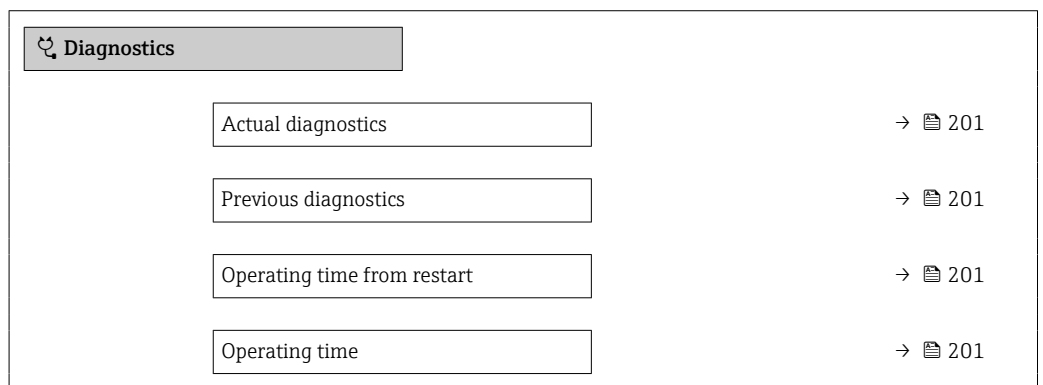 Diagnostics
Actual diagnostics → 201
Previous diagnostics → 201
Operating time from restart → 201
Operating time → 201